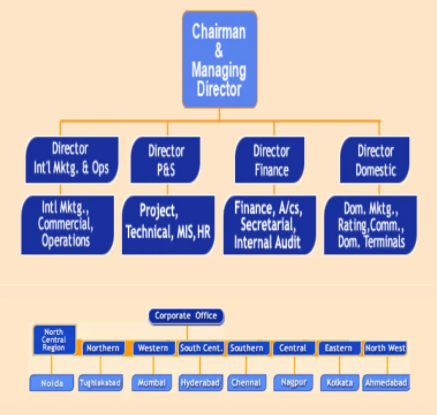 Chairman
&
Managing
Director
Director
Int'l Mktg. & Ops
Director
P&S
Director
Finance
Director
Domestic
Intl Mktg.,
Commercial,
Operations
Project,
Technical, MIS,HR
Finance, A/cs,
Secretarial,
Internal Audit
Dom. Mktg.,
Rating,Comm.,
Dom. Terminals
Corporate Office
North
Central
Region
Northern
Western
South Cent.
Southern
Central
Eastern
North West
Noida
Tughlakabad
Mumbai
Hyderabad
Chennai
Nagpur
Kolkata
Ahmedabad